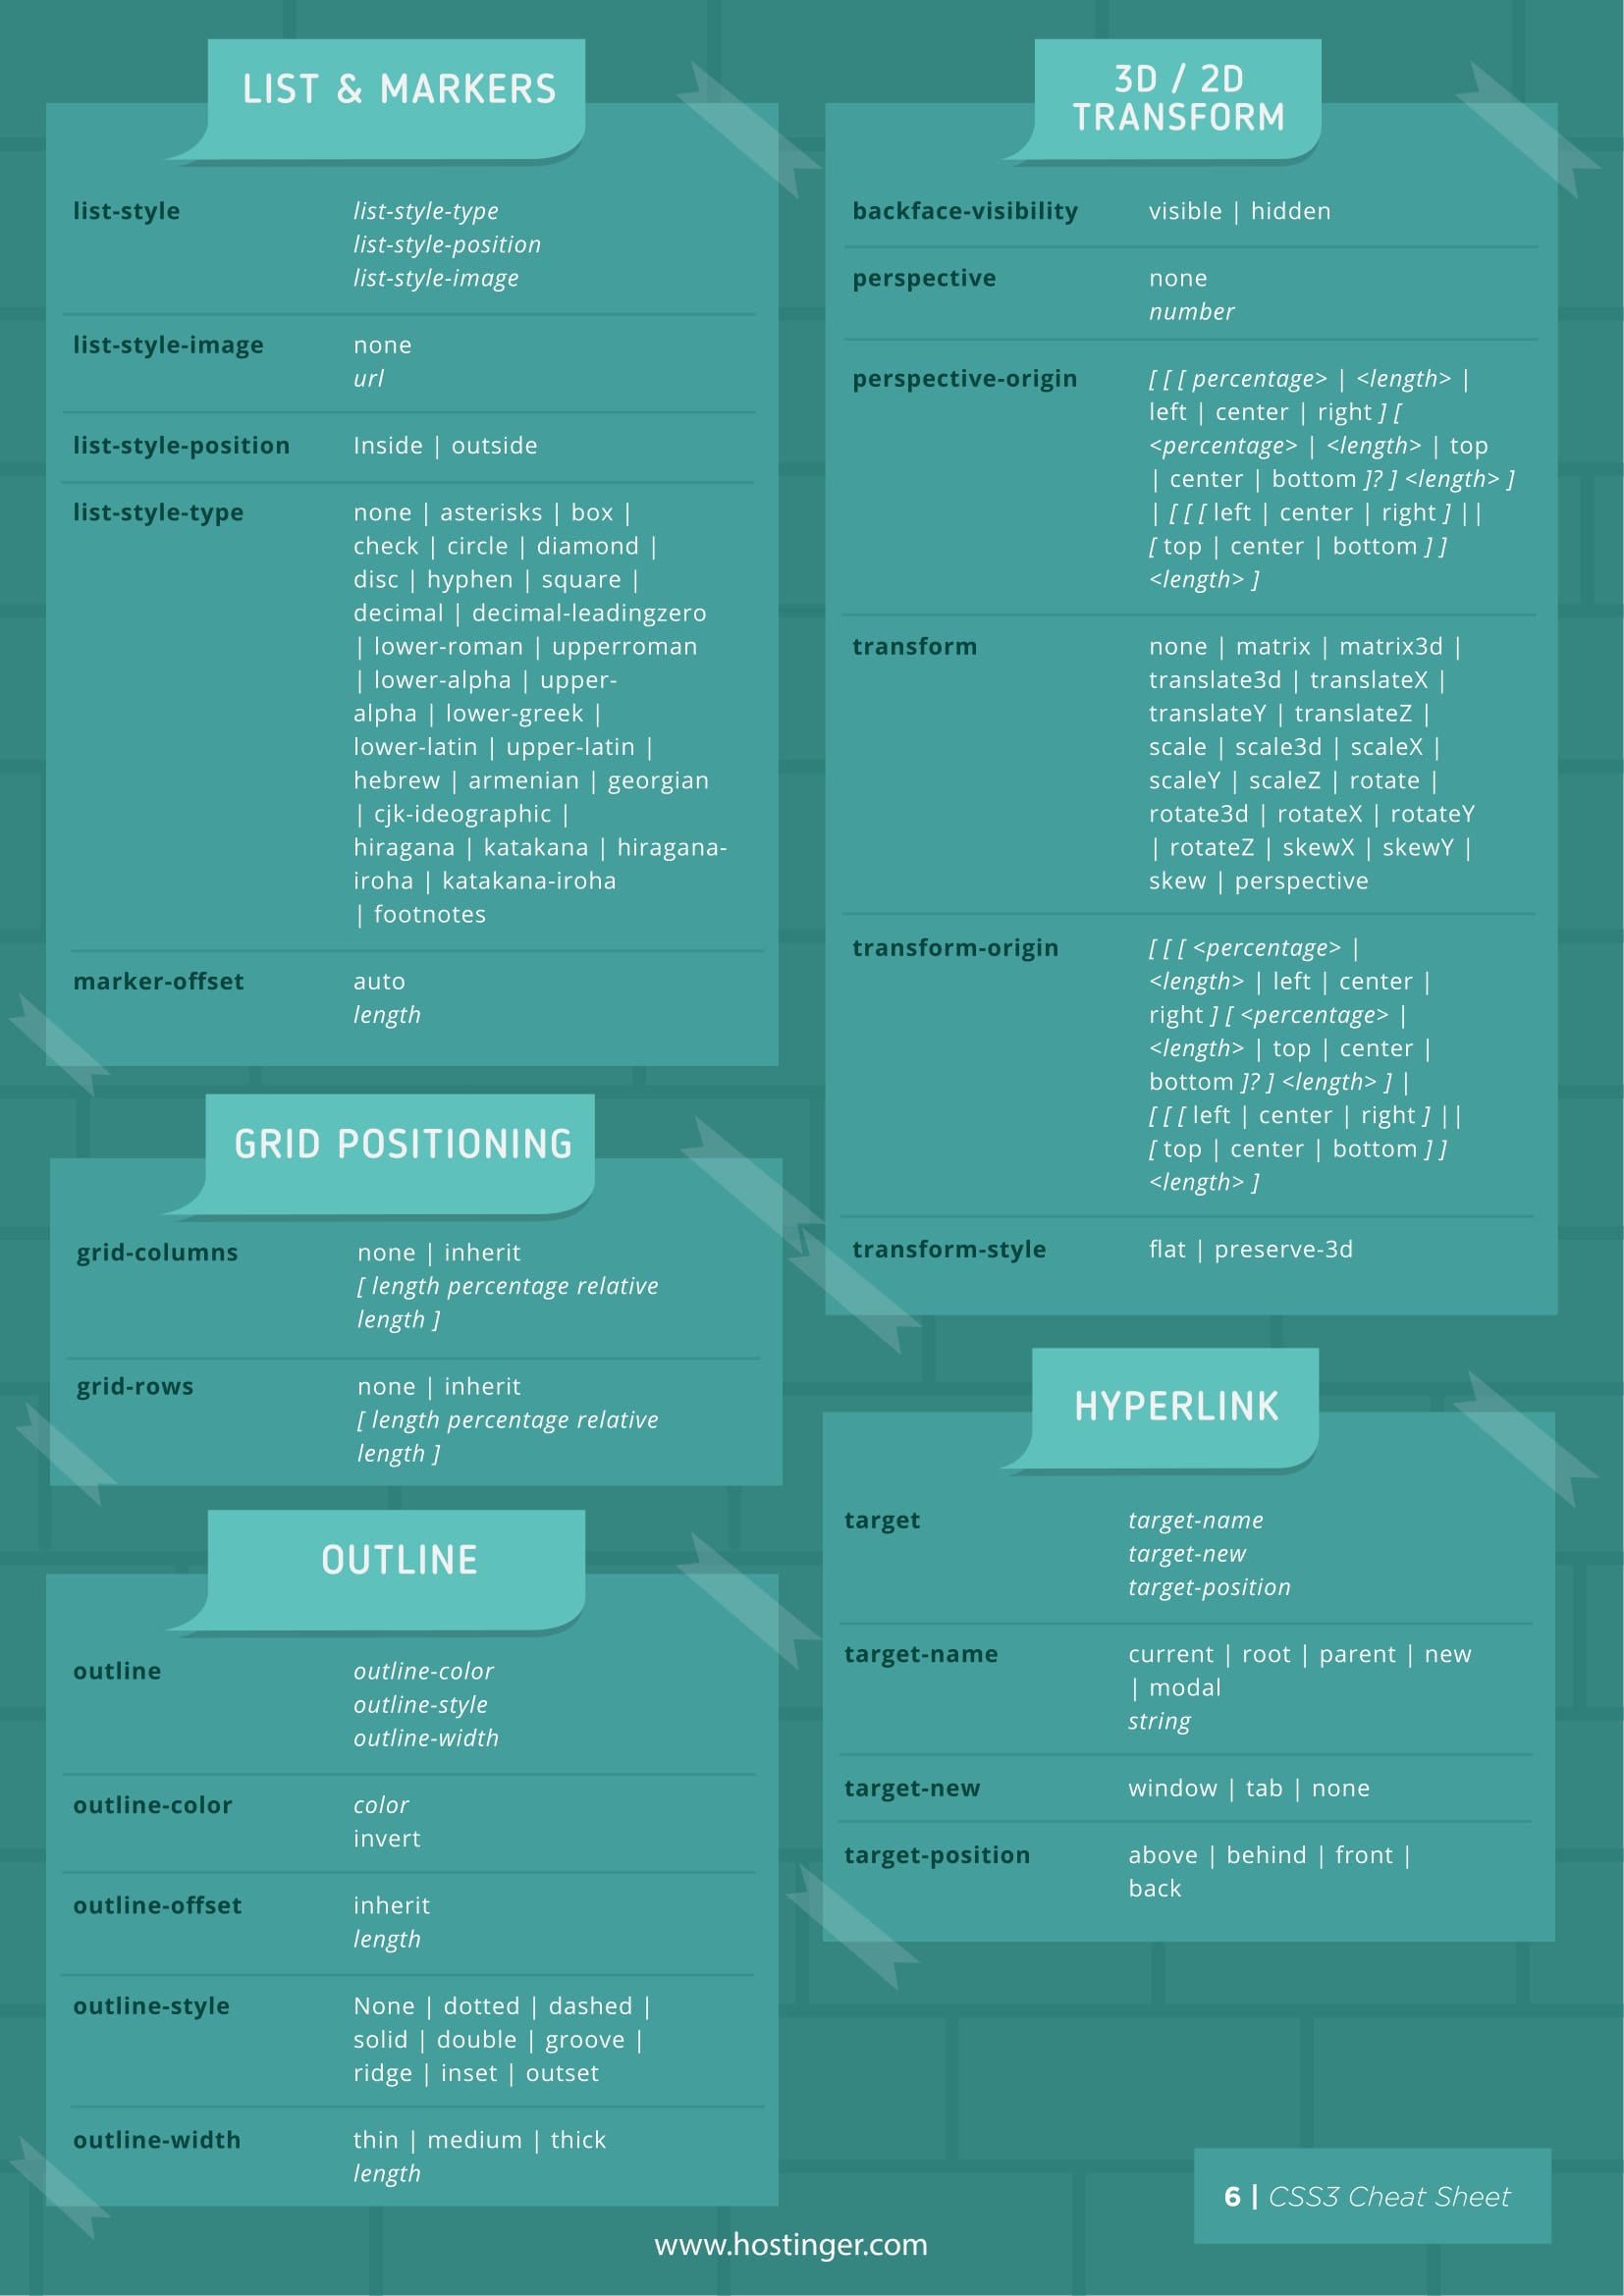 LIST & MARKERS
list-style
list-style-type
list-style-position
list-style-image
list-style-image
none
url
list-style-position
Inside | outside
list-style-type
none | asterisks | box |
check | circle | diamond |
disc | hyphen | square |
decimal | decimal-leadingzero
| lower-roman | upperroman
| lower-alpha | upper-
alpha | lower-greek |
lower-latin | upper-latin |
hebrew | armenian | georgian
| cjk-ideographic |
hiragana | katakana | hiragana-
iroha | katakana-iroha
| footnotes
marker-offset
auto
length
GRID POSITIONING
grid-columns
none | inherit
[ length percentage relative
length ]
grid-rows
none | inherit
[ length percentage relative
length ]
OUTLINE
outline
outline-color
outline-style
outline-width
outline-color
color
invert
outline-offset
inherit
length
outline-style
None | dotted | dashed |
solid | double | groove |
ridge | inset | outset
outline-width
thin | medium | thick
length
3D / 2D
TRANSFORM
backface-visibility
visible | hidden
perspective
none
number
perspective-origin
[ [ [ percentage> | <length> |
left | center | right ] [
<percentage> | <length> | top
| center | bottom ]? ] <length> ]
| [ [ [ left | center | right ] ||
[ top | center | bottom ] ]
<length> ]
transform
none | matrix | matrix3d |
translate3d | translateX |
translateY | translateZ |
scale | scale3d | scaleX |
scaleY | scaleZ | rotate |
rotate3d | rotateX | rotateY
| rotateZ | skewX | skewY |
skew | perspective
transform-origin
[ [ [ <percentage> |
<length> | left | center |
right ] [ <percentage> |
<length> | top | center |
bottom ]? ] <length> ] |
[ [ [ left | center | right ] ||
[ top | center | bottom ] ]
<length> ]
transform-style
flat | preserve-3d
HYPERLINK
target
target-name
target-new
target-position
target-name
current | root | parent | new
| modal
string
target-new
window | tab | none
target-position
above | behind | front |
back
6 | CSS3 Cheat Sheet
www.hostinger.com